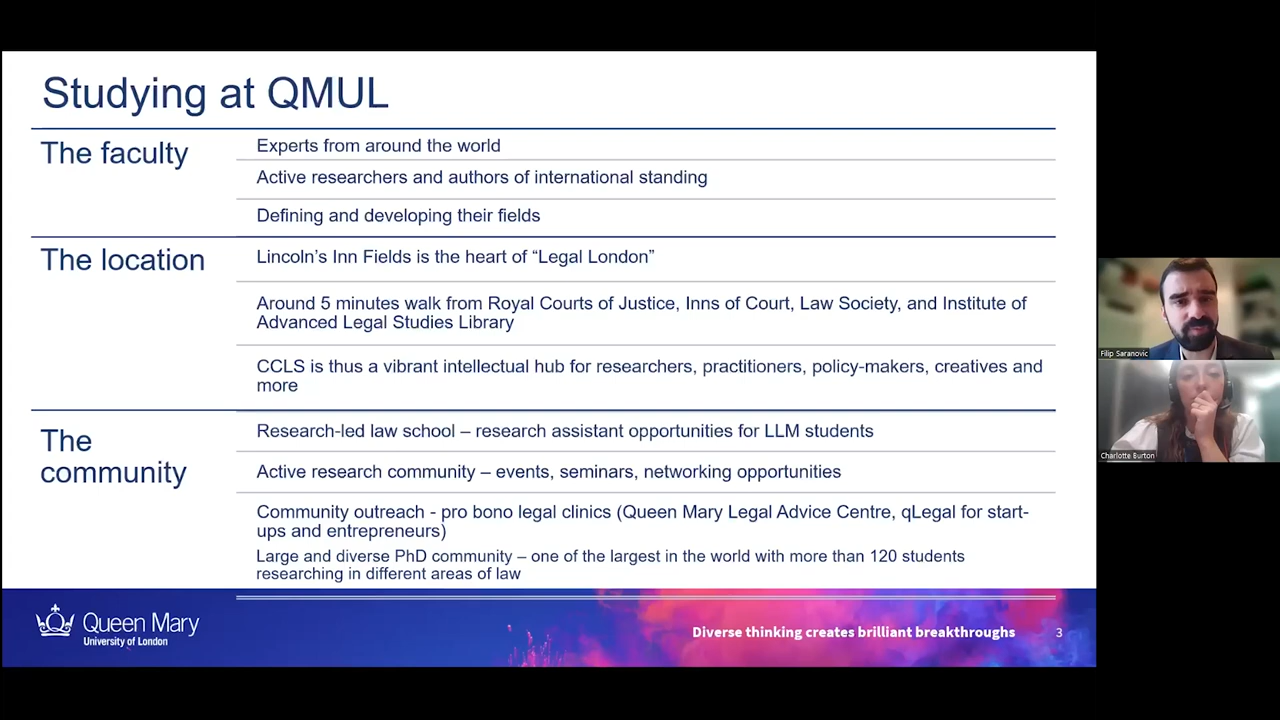 Studying at QMUL
The faculty
Experts from around the world
Active researchers and authors of international standing
Defining and developing their fields
The location
Lincoln's Inn Fields is the heart of “Legal London”
Around 5 minutes walk from Royal Courts of Justice, Inns of Court, Law Society, and Institute of
Advanced Legal Studies Library
CCLS is thus a vibrant intellectual hub for researchers, practitioners, policy-makers, creatives and
more
The
community
Research-led law school – research assistant opportunities for LLM students
Active research community – events, seminars, networking opportunities
Community outreach - pro bono legal clinics (Queen Mary Legal Advice Centre, qLegal for start-
ups and entrepreneurs)
Large and diverse PhD community – one of the largest in the world with more than 120 students
researching in different areas of law
Queen Mary
University of London
Diverse thinking creates brilliant breakthroughs
3
Filip Saranovic
Charlotte Burton